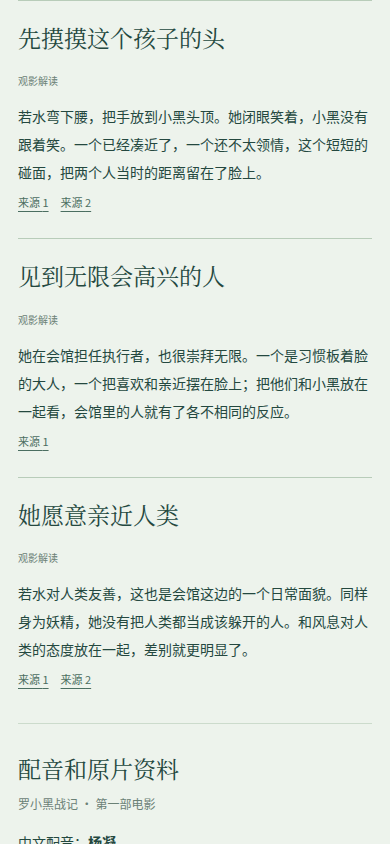 先摸摸这个孩子的头
观影解读
若水弯下腰，把手放到小黑头顶。她闭眼笑着，小黑没有
跟着笑。一个已经凑近了，一个还不太领情，这个短短的
碰面，把两个人当时的距离留在了脸上。
来源 1 来源 2
见到无限会高兴的人
观影解读
她在会馆担任执行者，也很崇拜无限。一个是习惯板着脸
的大人，一个把喜欢和亲近摆在脸上；把他们和小黑放在
一起看，会馆里的人就有了各不相同的反应。
来源 1
她愿意亲近人类
观影解读
若水对人类友善，这也是会馆这边的一个日常面貌。同样
身为妖精，她没有把人类都当成该躲开的人。和风息对人
类的态度放在一起，差别就更明显了。
来源 1 来源 2
配音和原片资料
罗小黑战记 · 第一部电影
中文配音：杨凝